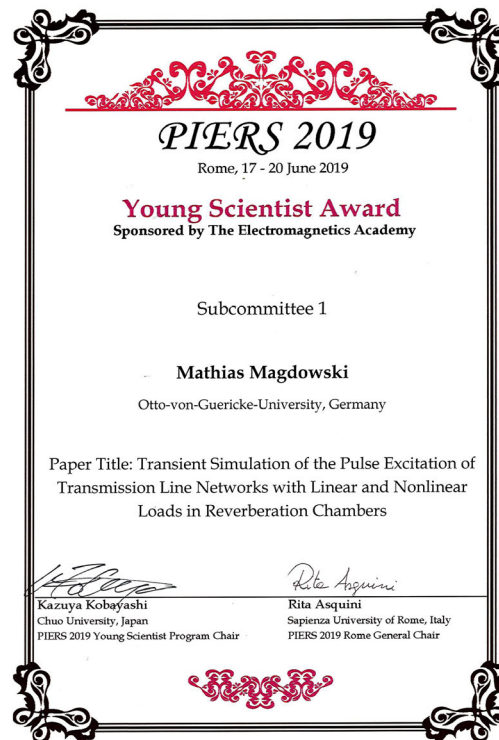 PIERS 2019
Rome, 17 - 20 June 2019
Young Scientist Award
Sponsored by The Electromagnetics Academy
Subcommittee 1
Mathias Magdowski
Otto-von-Guericke-University, Germany
Paper Title: Transient Simulation of the Pulse Excitation of
Transmission Line Networks with Linear and Nonlinear
Loads in Reverberation Chambers
Rita Asquini
Kazuya Kobayashi
Chuo University, Japan
PIERS 2019 Young Scientist Program Chair
Rita Asquini
Sapienza University of Rome, Italy
PIERS 2019 Rome General Chair